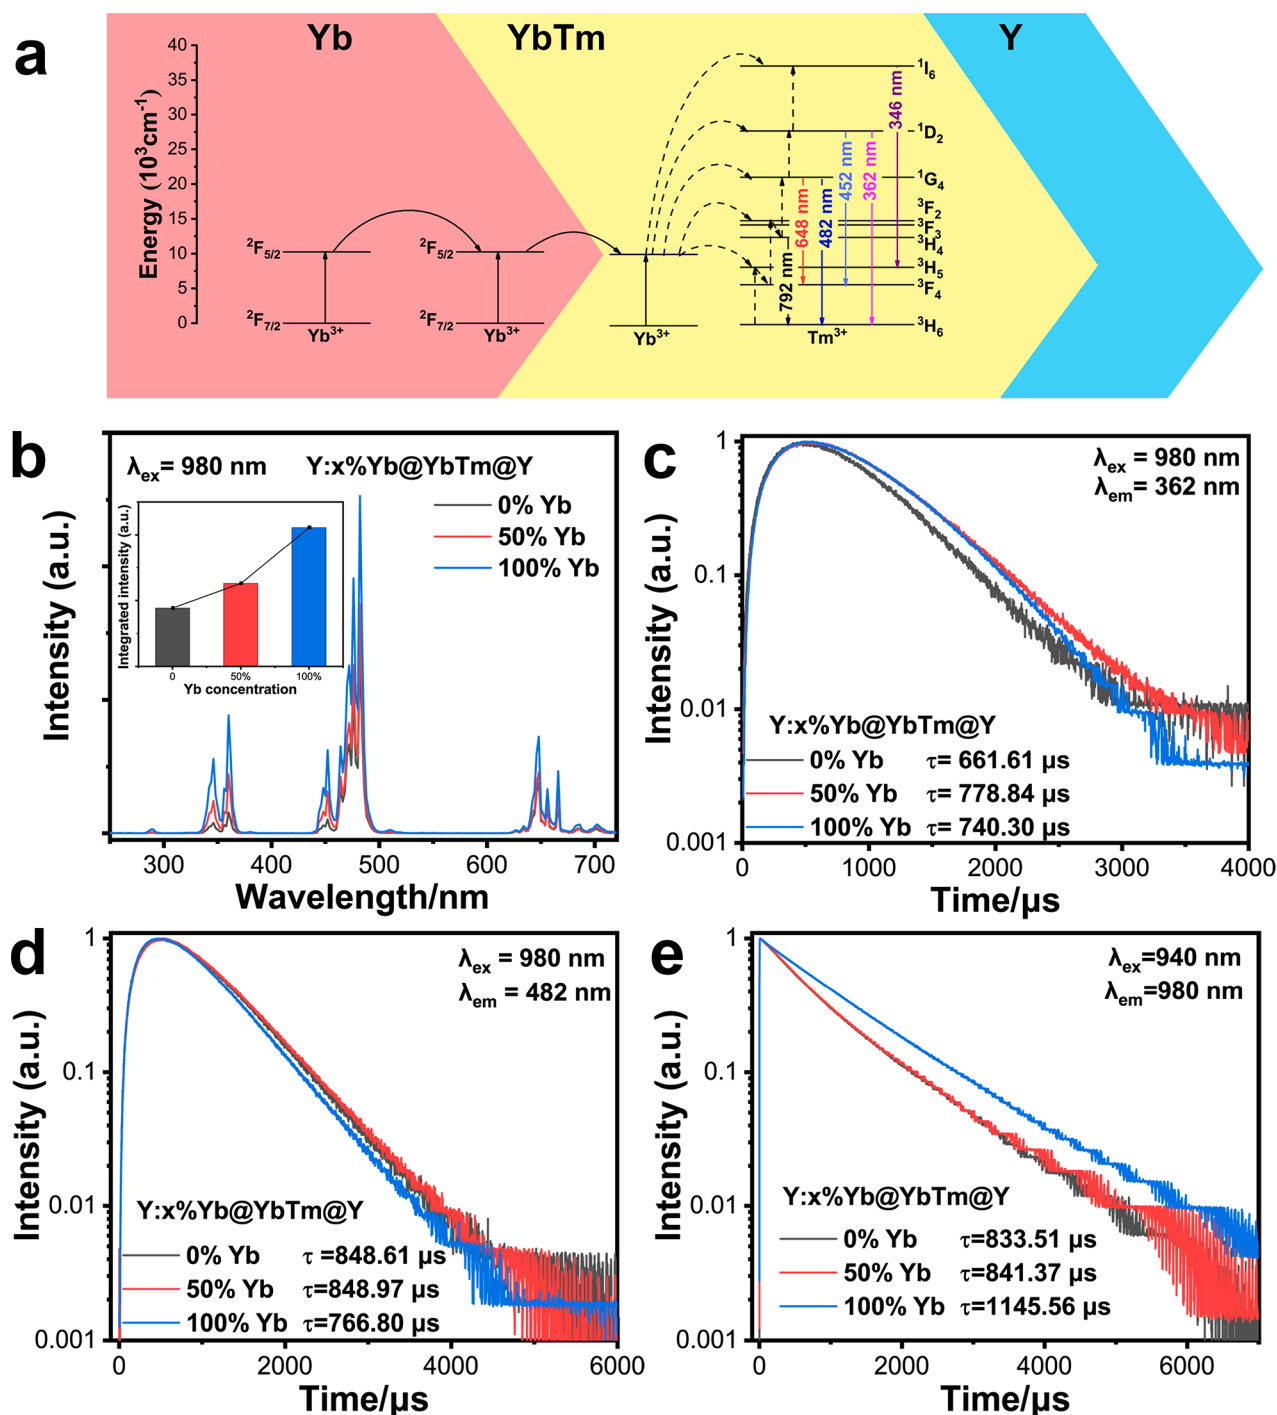 a
Yb
YbTm
Y
Energy (10³cm⁻¹)
40
35
30
25
20
15
10
5
0
²F₅/₂
²F₇/₂
Yb³⁺
²F₅/₂
²F₇/₂
Yb³⁺
Yb³⁺
Tm³⁺
¹I₆
¹D₂
¹G₄
³F₂
³F₃
³H₄
³H₅
³F₄
³H₆
792 nm
648 nm
482 nm
452 nm
362 nm
346 nm
b
λex= 980 nm
Y:x%Yb@YbTm@Y
0% Yb
50% Yb
100% Yb
Integrated intensity (a.u.)
0
50%
100%
Yb concentration
Intensity (a.u.)
300
400
500
600
700
Wavelength/nm
c
λex = 980 nm
λem= 362 nm
Intensity (a.u.)
1
0.1
0.01
0.001
Y:x%Yb@YbTm@Y
0% Yb τ= 661.61 μs
50% Yb τ= 778.84 μs
100% Yb τ= 740.30 μs
0
1000
2000
3000
4000
Time/μs
d
λex = 980 nm
λem = 482 nm
Intensity (a.u.)
1
0.1
0.01
0.001
Y:x%Yb@YbTm@Y
0% Yb τ =848.61 μs
50% Yb τ=848.97 μs
100% Yb τ=766.80 μs
0
2000
4000
6000
Time/μs
e
λex=940 nm
λem=980 nm
Intensity (a.u.)
1
0.1
0.01
0.001
Y:x%Yb@YbTm@Y
0% Yb τ=833.51 μs
50% Yb τ=841.37 μs
100% Yb τ=1145.56 μs
0
2000
4000
6000
Time/μs